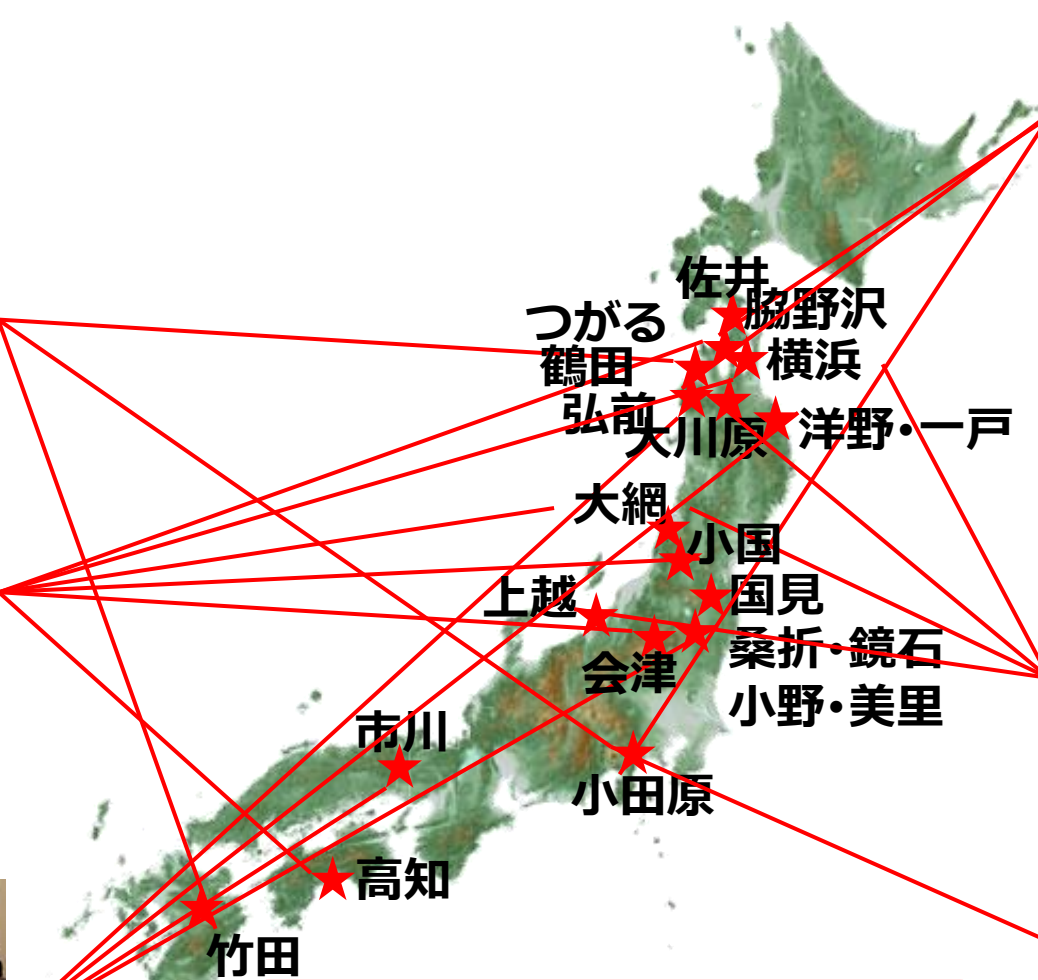 佐井
脇野沢
つがる
鶴田
横浜
弘前
大川原
洋野・一戸
大網
小国
上越
国見
桑折・鏡石
会津
小野・美里
市川
小田原
高知
竹田